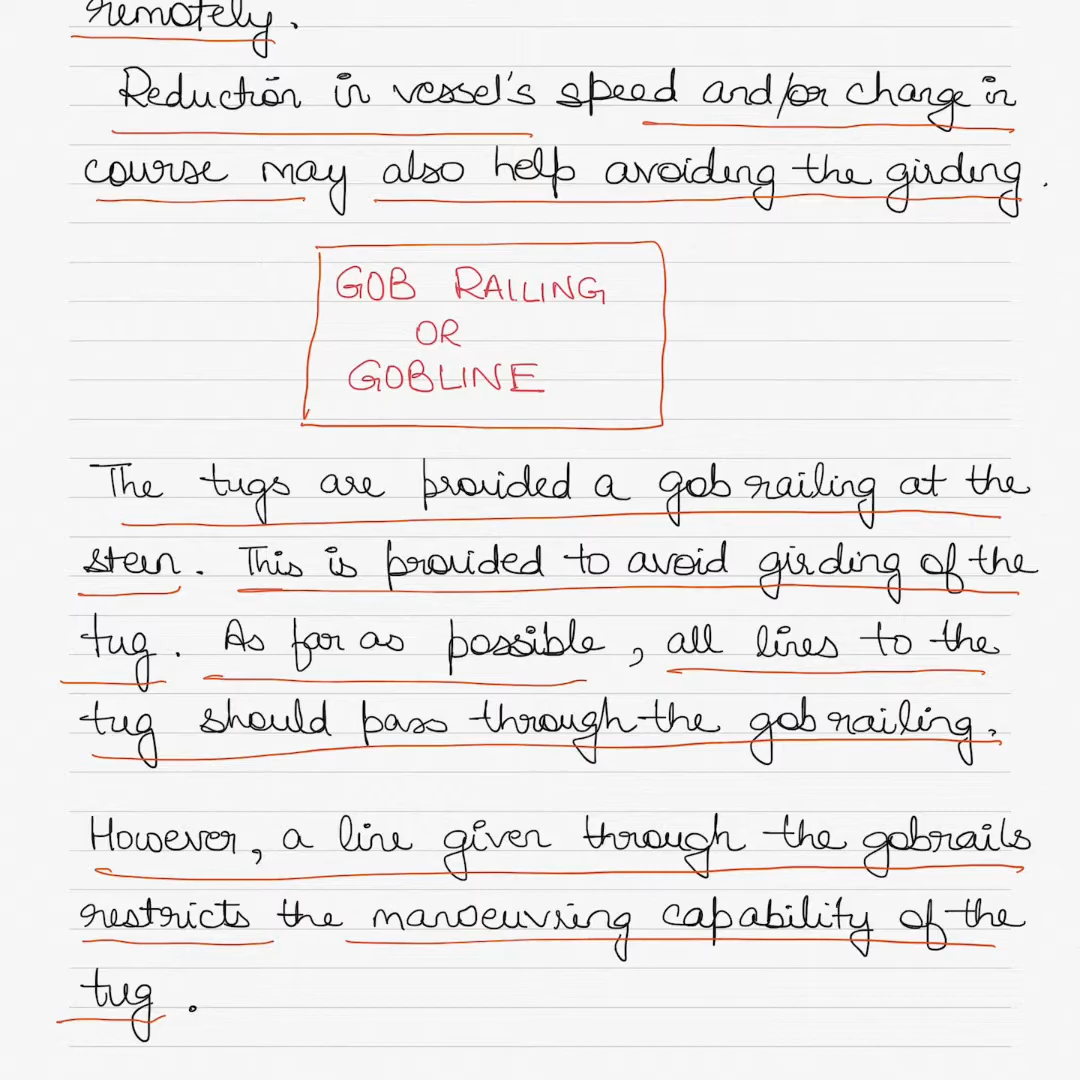 remotely.
Reduction in vessel's speed and/or change in
course may also help avoiding the girding.
GOB RAILING
OR
GOBLINE
The tugs are provided a gob railing at the
stern. This is provided to avoid girding of the
tug. As far as possible, all lines to the
tug should pass through the gob railing.
However, a line given through the gobrails
restricts the manoeuvring capability of the
tug.